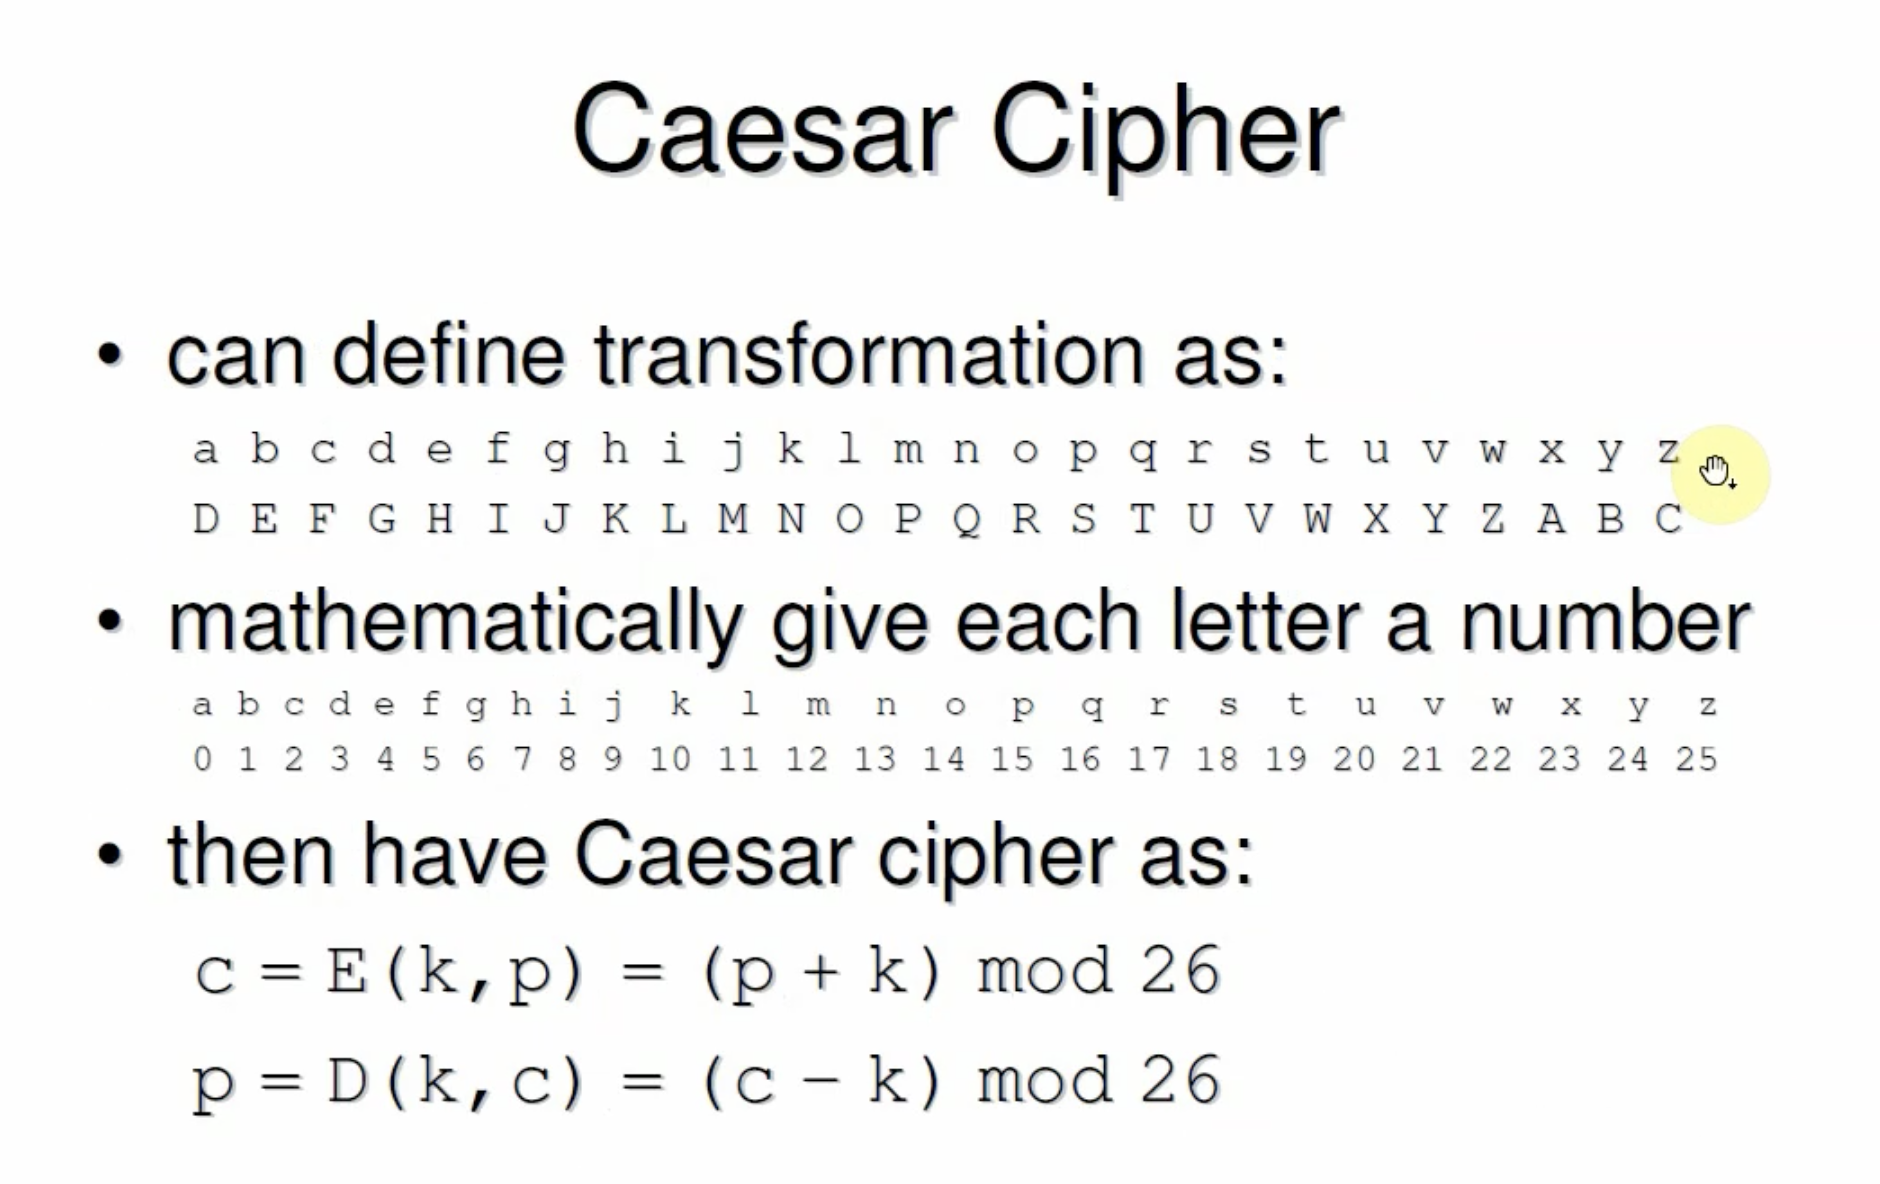 Caesar Cipher
• can define transformation as:
a b c d e f g h i j k l m n o p q r s t u v w x y z
D E F G H I J K L M N O P Q R S T U V W X Y Z A B C
• mathematically give each letter a number
a b c d e f g h i j k l m n o p q r s t u v w x y z
0 1 2 3 4 5 6 7 8 9 10 11 12 13 14 15 16 17 18 19 20 21 22 23 24 25
• then have Caesar cipher as:
c = E(k,p) = (p + k) mod 26
p = D(k,c) = (c − k) mod 26